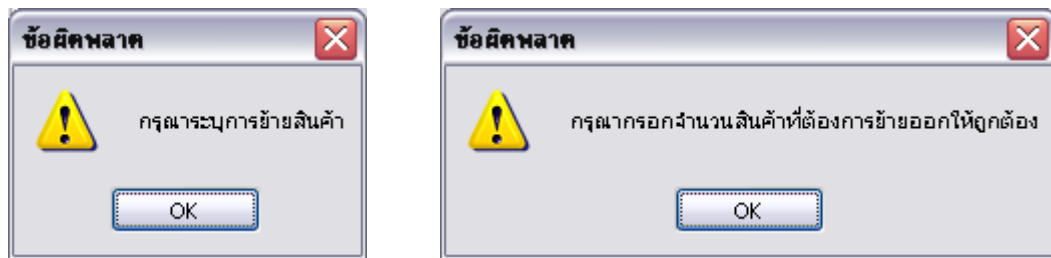 ข้อผิดพลาด
กรุณาระบุการย้ายสินค้า
OK
ข้อผิดพลาด
กรุณากรอกจำนวนสินค้าที่ต้องการย้ายออกให้ถูกต้อง
OK